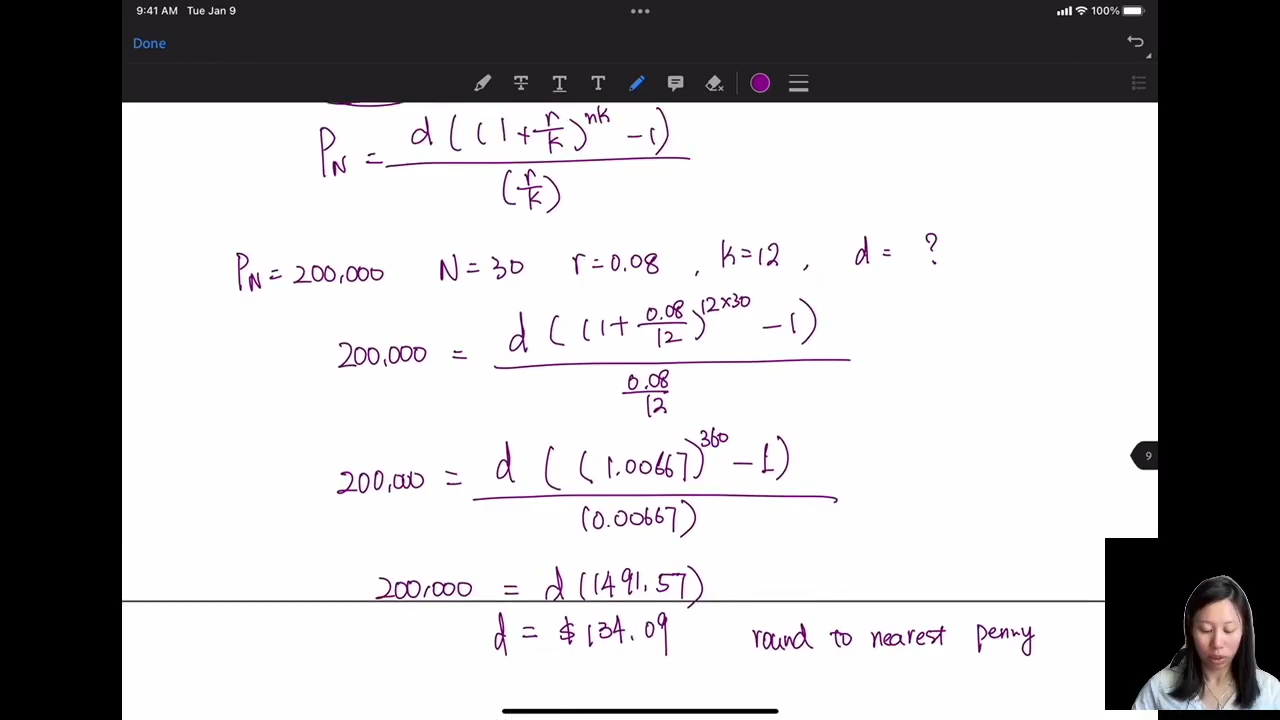 9:41 AM Tue Jan 9 100%
Done
P_N = d((1+r/k)^nk -1) / (r/k)
P_N = 200,000 N = 30 r = 0.08 , k = 12 , d = ?
200,000 = d((1+0.08/12)^12×30 -1) / 0.08/12
200,000 = d((1.00667)^360 -1) / (0.00667)
9
200,000 = d(1491.57)
d = $134.09 round to nearest penny